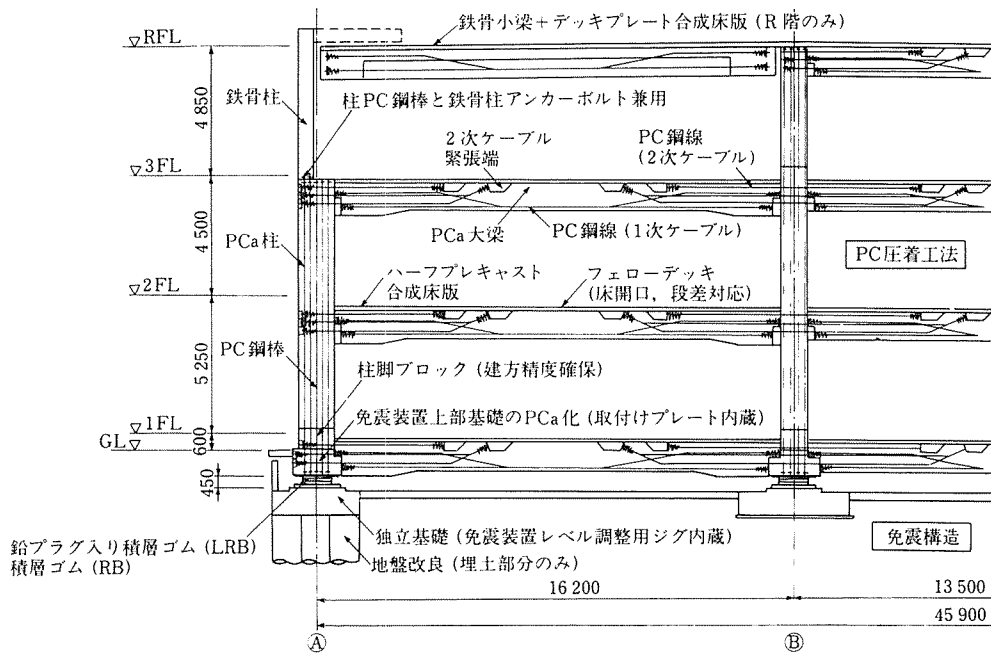 鉄骨小梁＋デッキプレート合成床版 (R 階のみ)
RFL
鉄骨柱
柱PC鋼棒と鉄骨柱アンカーボルト兼用
4 850
2次ケーブル
緊張端
PC鋼線
(2次ケーブル)
3FL
PCa大梁
PC鋼線 (1次ケーブル)
PCa柱
4 500
PC圧着工法
ハーフプレキャスト
合成床版
フェローデッキ
(床開口，段差対応)
2FL
PC鋼棒
5 250
柱脚ブロック (建方精度確保)
免震装置上部基礎のPCa化 (取付けプレート内蔵)
1FL
GL
600
450
鉛プラグ入り積層ゴム (LRB)
積層ゴム (RB)
独立基礎 (免震装置レベル調整用ジグ内蔵)
地盤改良 (埋土部分のみ)
免震構造
16 200
13 500
45 900
Ⓐ
Ⓑ